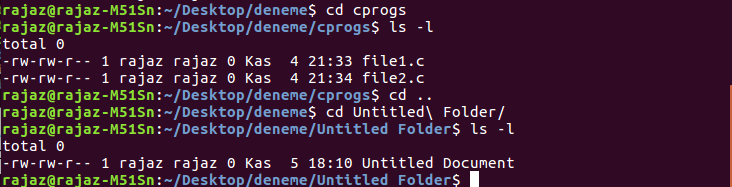 rajaz@rajaz-M51Sn:~/Desktop/deneme$ cd cprogs
rajaz@rajaz-M51Sn:~/Desktop/deneme/cprogs$ ls -l
total 0
-rw-rw-r-- 1 rajaz rajaz 0 Kas  4 21:33 file1.c
-rw-rw-r-- 1 rajaz rajaz 0 Kas  4 21:34 file2.c
rajaz@rajaz-M51Sn:~/Desktop/deneme/cprogs$ cd ..
rajaz@rajaz-M51Sn:~/Desktop/deneme$ cd Untitled\ Folder/
rajaz@rajaz-M51Sn:~/Desktop/deneme/Untitled Folder$ ls -l
total 0
-rw-rw-r-- 1 rajaz rajaz 0 Kas  5 18:10 Untitled Document
rajaz@rajaz-M51Sn:~/Desktop/deneme/Untitled Folder$